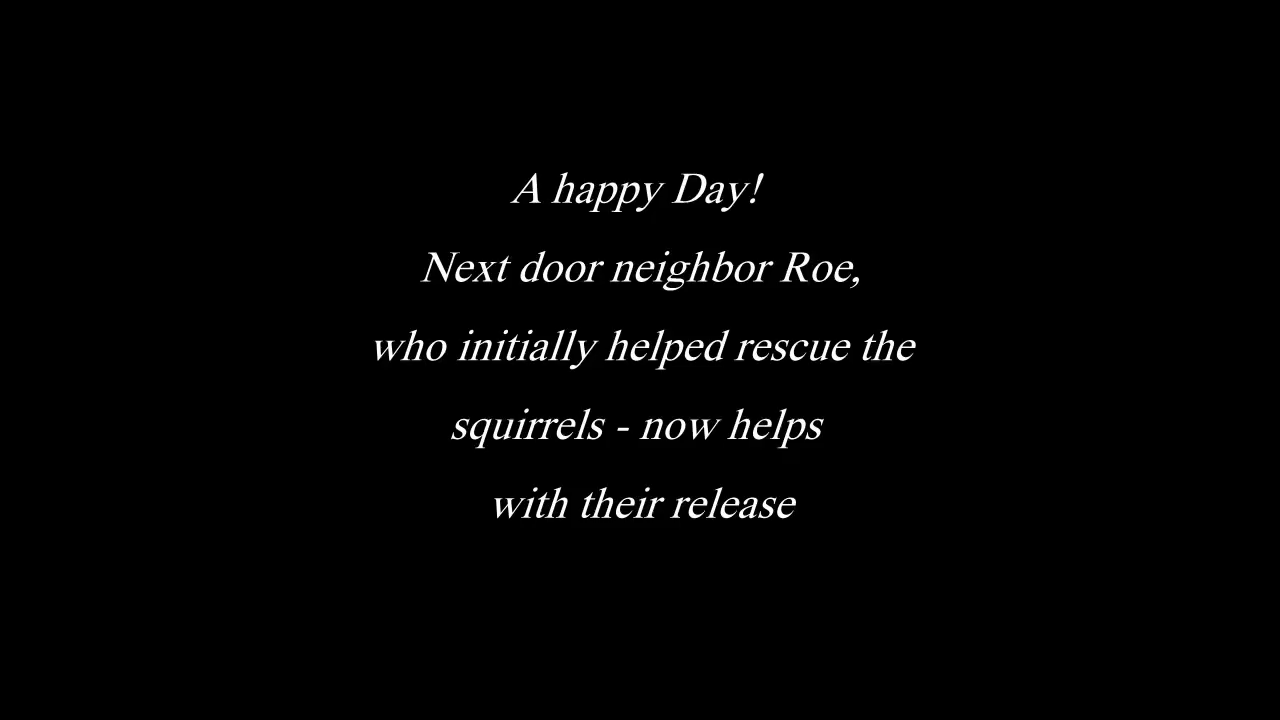 A happy Day!
Next door neighbor Roe,
who initially helped rescue the
squirrels - now helps
with their release